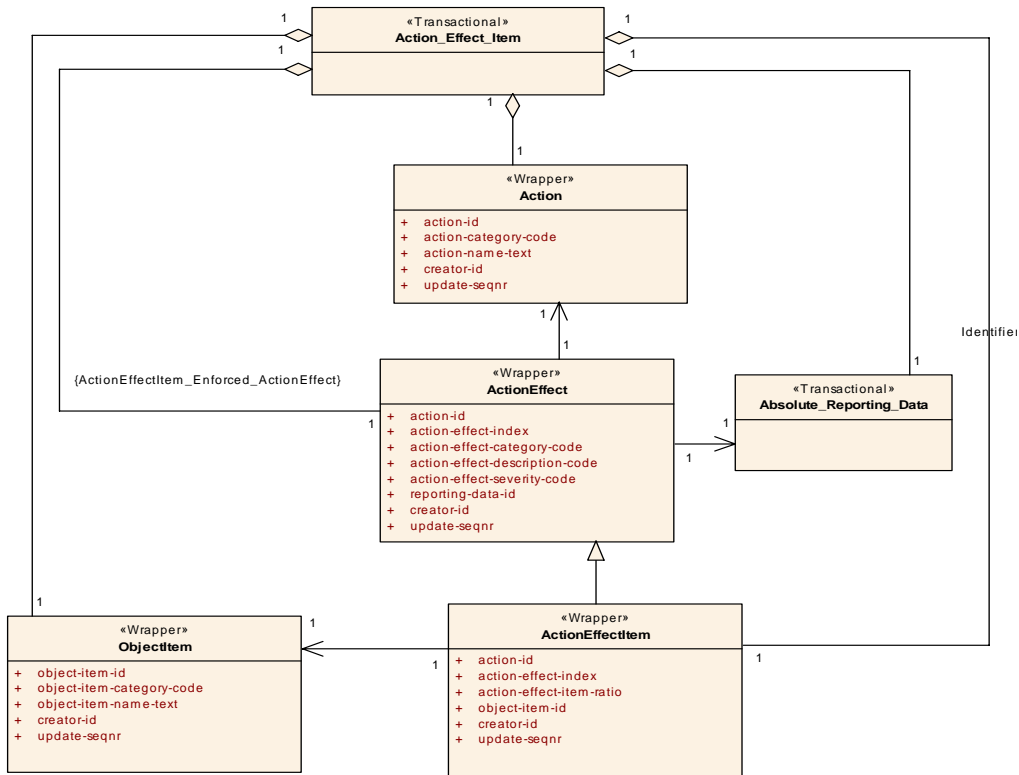 1
«Transactional»
Action_Effect_Item
1
1
1
1
1
«Wrapper»
Action
+ action-id
+ action-category-code
+ action-name-text
+ creator-id
+ update-seqnr
1
1
Identifier
{ActionEffectItem_Enforced_ActionEffect}
1
«Wrapper»
ActionEffect
+ action-id
+ action-effect-index
+ action-effect-category-code
+ action-effect-description-code
+ action-effect-severity-code
+ reporting-data-id
+ creator-id
+ update-seqnr
1
1
1
«Transactional»
Absolute_Reporting_Data
1
1
«Wrapper»
ObjectItem
+ object-item-id
+ object-item-category-code
+ object-item-name-text
+ creator-id
+ update-seqnr
1
«Wrapper»
ActionEffectItem
+ action-id
+ action-effect-index
+ action-effect-item-ratio
+ object-item-id
+ creator-id
+ update-seqnr
1
1